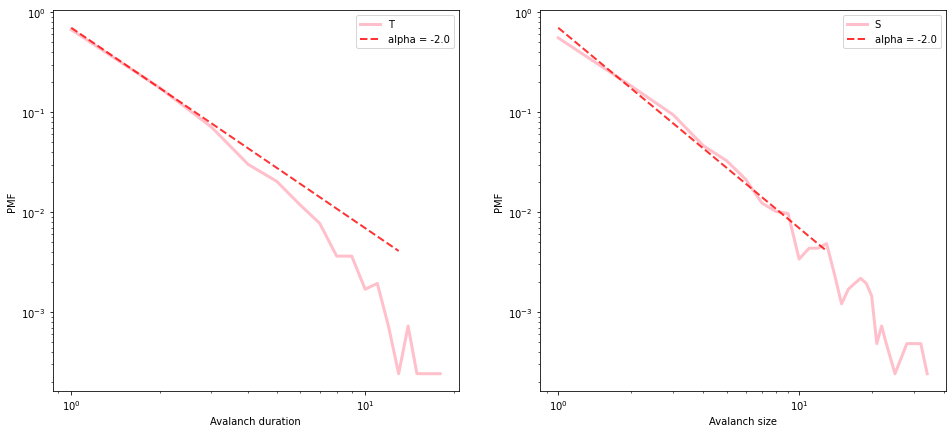 10⁰
10⁻¹
10⁻²
10⁻³
PMF
T
alpha = -2.0
10⁰
10¹
Avalanch duration
10⁰
10⁻¹
10⁻²
10⁻³
PMF
S
alpha = -2.0
10⁰
10¹
Avalanch size